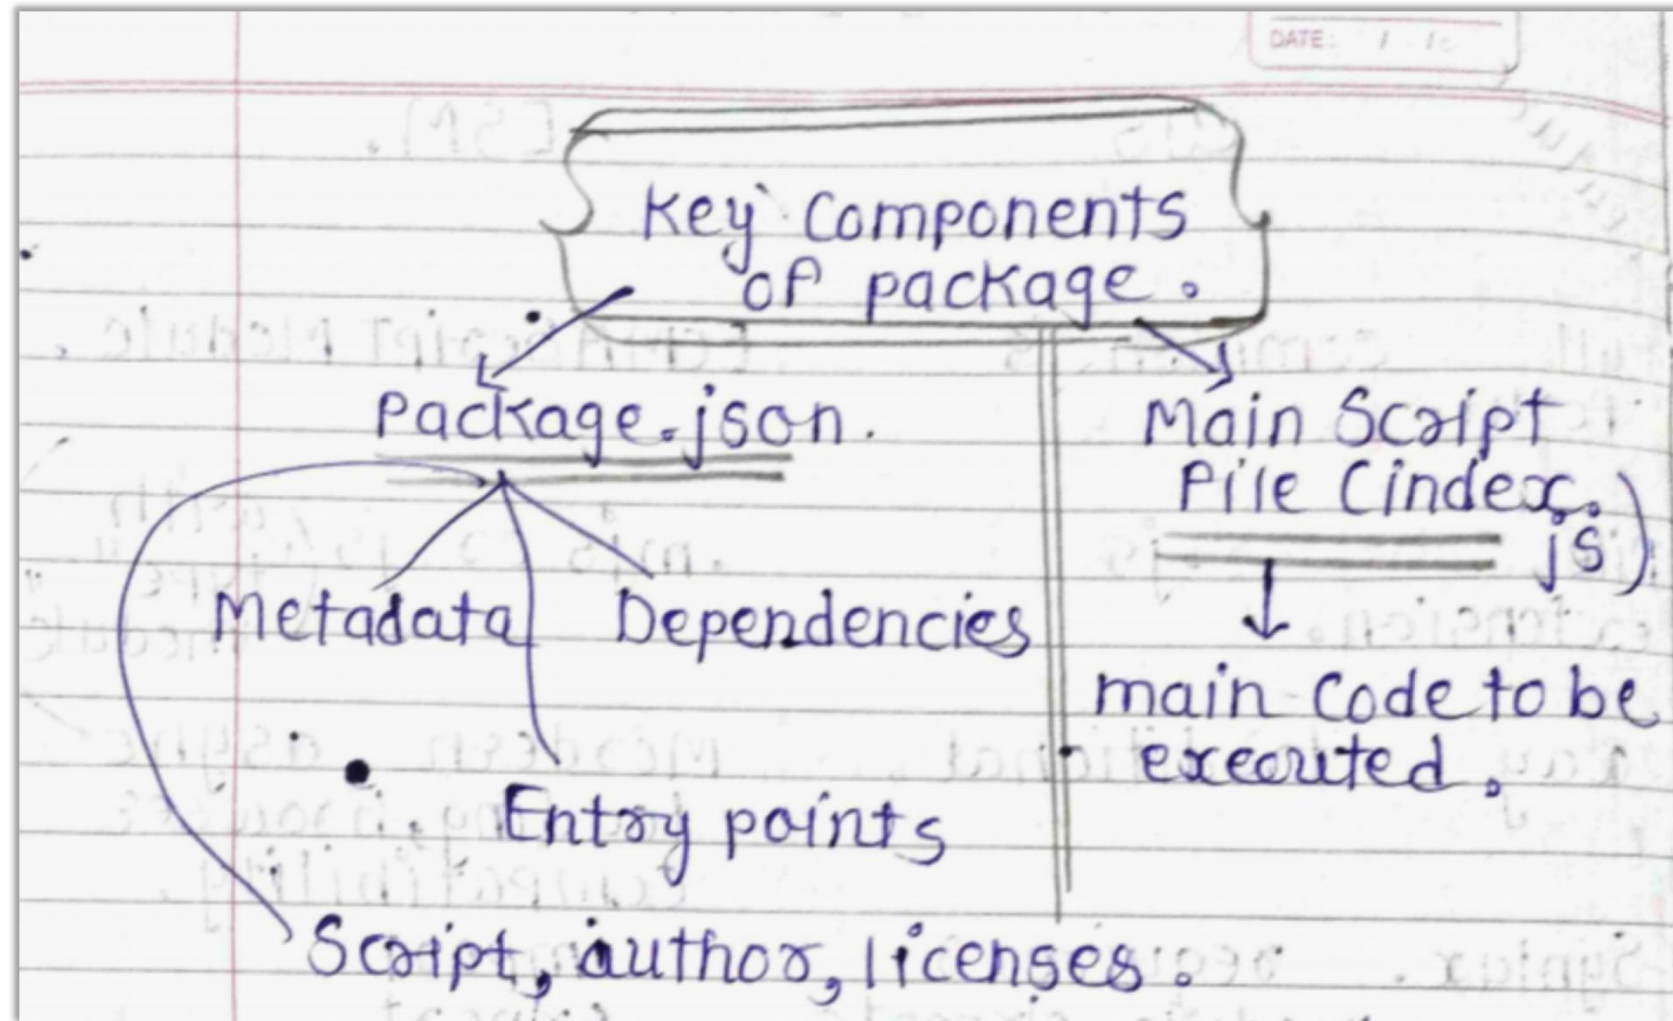 DATE:
Key Components
of package.
Package.json.
Main Script
File (index.
js)
Metadata
Dependencies
main code to be
executed.
Entry points
Script, author, licenses.